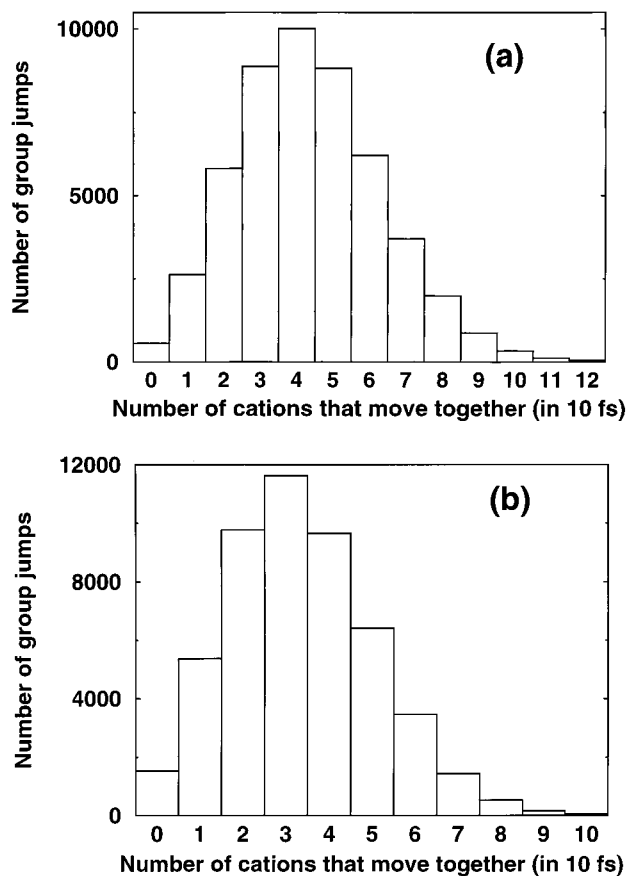 (a)
Number of group jumps
10000
5000
0
0 1 2 3 4 5 6 7 8 9 10 11 12
Number of cations that move together (in 10 fs)
(b)
Number of group jumps
12000
8000
4000
0
0 1 2 3 4 5 6 7 8 9 10
Number of cations that move together (in 10 fs)